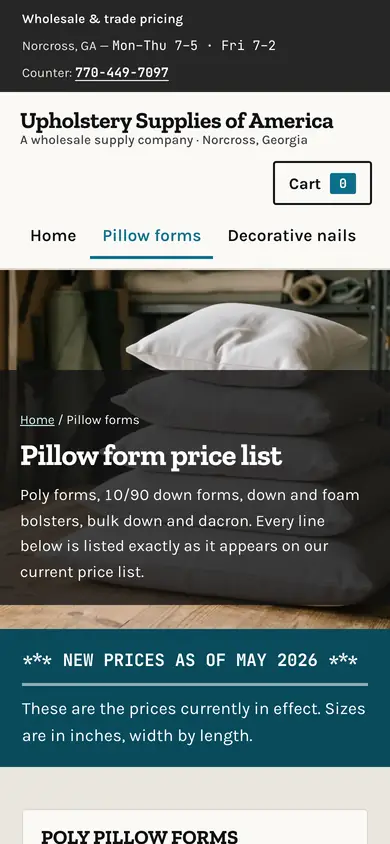 Wholesale & trade pricing
Norcross, GA — Mon–Thu 7–5 · Fri 7–2
Counter: 770-449-7097
Upholstery Supplies of America
A wholesale supply company · Norcross, Georgia
Cart 0
Home Pillow forms Decorative nails
Home / Pillow forms
Pillow form price list
Poly forms, 10/90 down forms, down and foam
bolsters, bulk down and dacron. Every line
below is listed exactly as it appears on our
current price list.
*** NEW PRICES AS OF MAY 2026 ***
These are the prices currently in effect. Sizes
are in inches, width by length.
POLY PILLOW FORMS